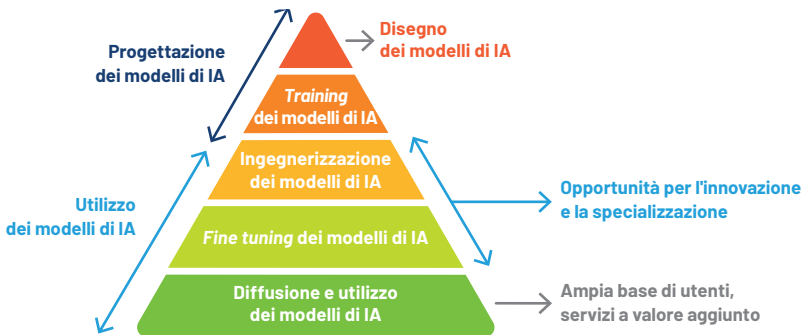 Disegno
dei modelli di IA
Progettazione
dei modelli di IA
Training
dei modelli di IA
Ingegnerizzazione
dei modelli di IA
Opportunità per l'innovazione
e la specializzazione
Utilizzo
dei modelli di IA
Fine tuning dei modelli di IA
Diffusione e utilizzo
dei modelli di IA
Ampia base di utenti,
servizi a valore aggiunto